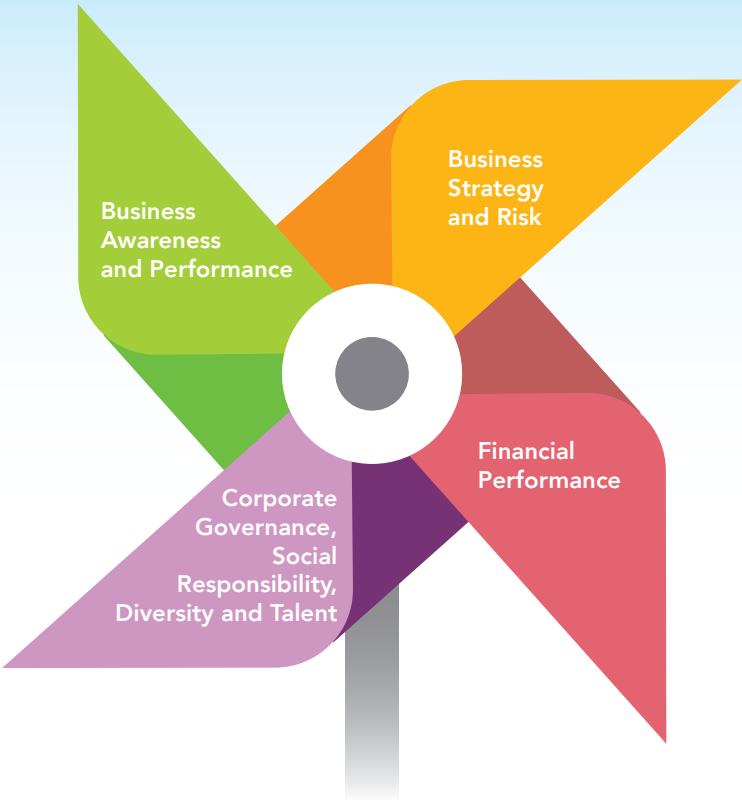 Business
Awareness
and Performance
Business
Strategy
and Risk
Financial
Performance
Corporate
Governance,
Social
Responsibility,
Diversity and Talent